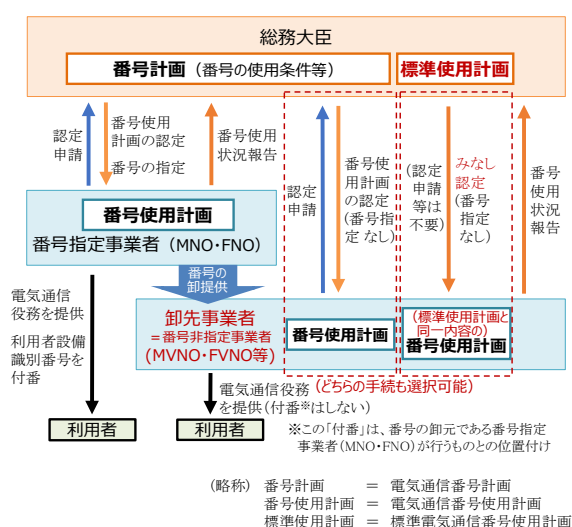 総務大臣
番号計画（番号の使用条件等）
標準使用計画
認定
申請
番号使用
計画の認定
番号の指定
番号使用
状況報告
認定
申請
番号使
用計画
の認定
(番号指
定 なし)
(認定
申請
等は
不要)
みなし
認定
(番号
指定
なし)
番号
使用
状況
報告
番号使用計画
番号指定事業者（MNO・FNO）
番号の
卸提供
電気通信
役務を提供
利用者設備
識別番号を
付番
卸先事業者
＝番号非指定事業者
（MVNO・FVNO等）
番号使用計画
(標準使用計画と
同一内容の)
番号使用計画
電気通信役務
を提供(付番※はしない)
(どちらの手続も選択可能)
利用者
利用者
※この「付番」は、番号の卸元である番号指定
事業者(MNO・FNO)が行うものとの位置付け
(略称) 番号計画 ＝ 電気通信番号計画
番号使用計画 ＝ 電気通信番号使用計画
標準使用計画 ＝ 標準電気通信番号使用計画